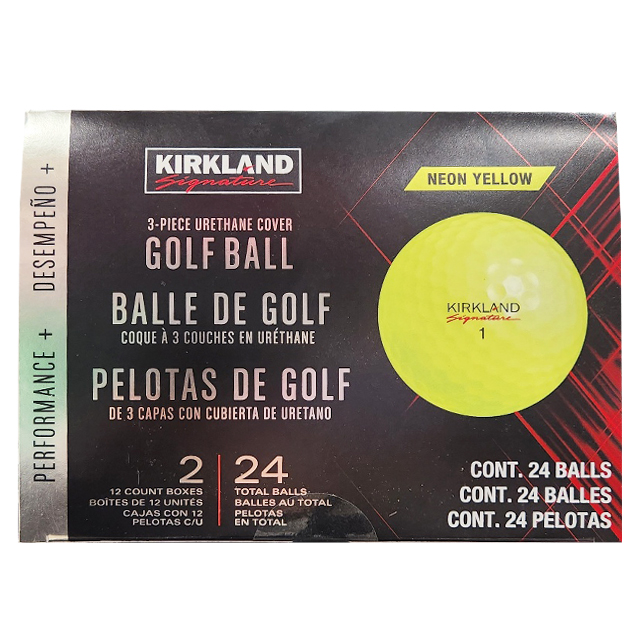 PERFORMANCE + DESEMPEÑO +
KIRKLAND
Signature
3-PIECE URETHANE COVER
GOLF BALL
BALLE DE GOLF
COQUE À 3 COUCHES EN URÉTHANE
PELOTAS DE GOLF
DE 3 CAPAS CON CUBIERTA DE URETANO
2
12 COUNT BOXES
BOÎTES DE 12 UNITÉS
CAJAS CON 12
PELOTAS C/U
24
TOTAL BALLS
BALLES AU TOTAL
PELOTAS
EN TOTAL
NEON YELLOW
KIRKLAND
Signature
1
CONT. 24 BALLS
CONT. 24 BALLES
CONT. 24 PELOTAS